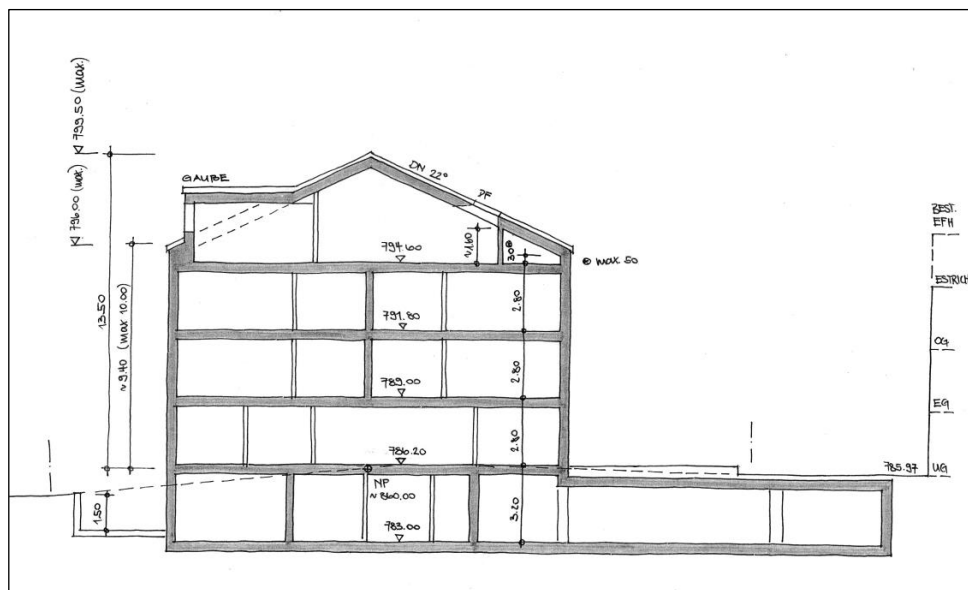 799.50 (max.)
796.00 (max.)
GAUBE
DN 22°
DF
13.50
~9.40 (max 10.00)
794.60
~1.60
30⊕
⊕ max. 50
BEST.
EFH
ESTRICH
2.80
791.80
OG
2.80
789.00
EG
2.80
786.20
785.97
UG
NP
~860.00
1.50
3.20
783.00